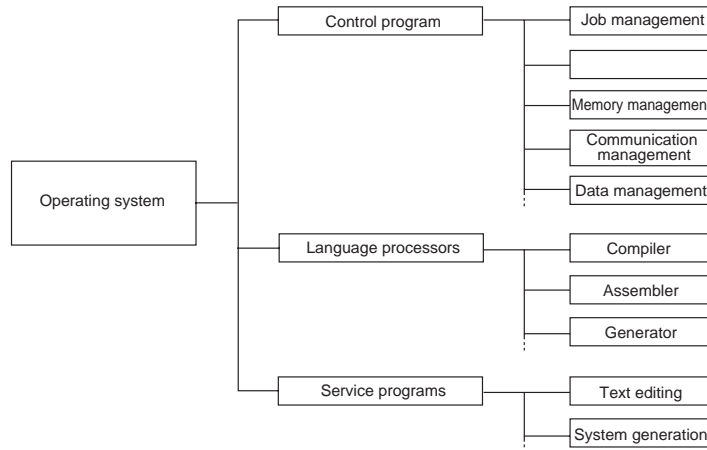 Control program
Job management
Memory management
Communication
management
Operating system
Data management
Language processors
Compiler
Assembler
Generator
Service programs
Text editing
System generation